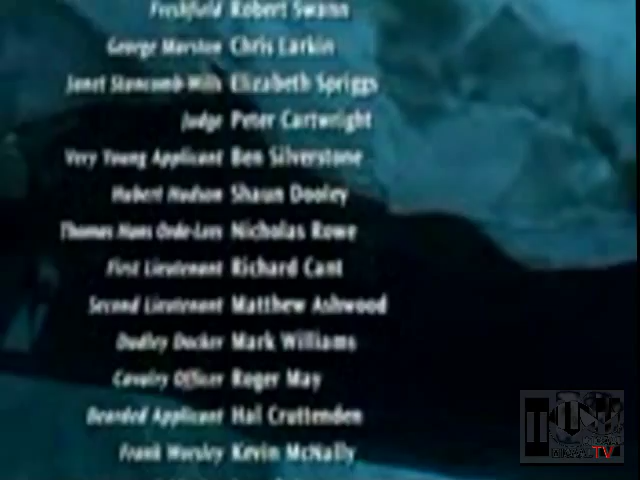 Freshfield Robert Swann
George Marston Chris Larkin
Janet Stancomb-Wills Elizabeth Spriggs
Judge Peter Cartwright
Very Young Applicant Ben Silverstone
Hubert Hudson Shaun Dooley
Thomas Hans Orde-Lees Nicholas Rowe
First Lieutenant Richard Cant
Second Lieutenant Matthew Ashwood
Dudley Docker Mark Williams
Cavalry Officer Roger May
Bearded Applicant Hal Cruttenden
Frank Worsley Kevin McNally
TV